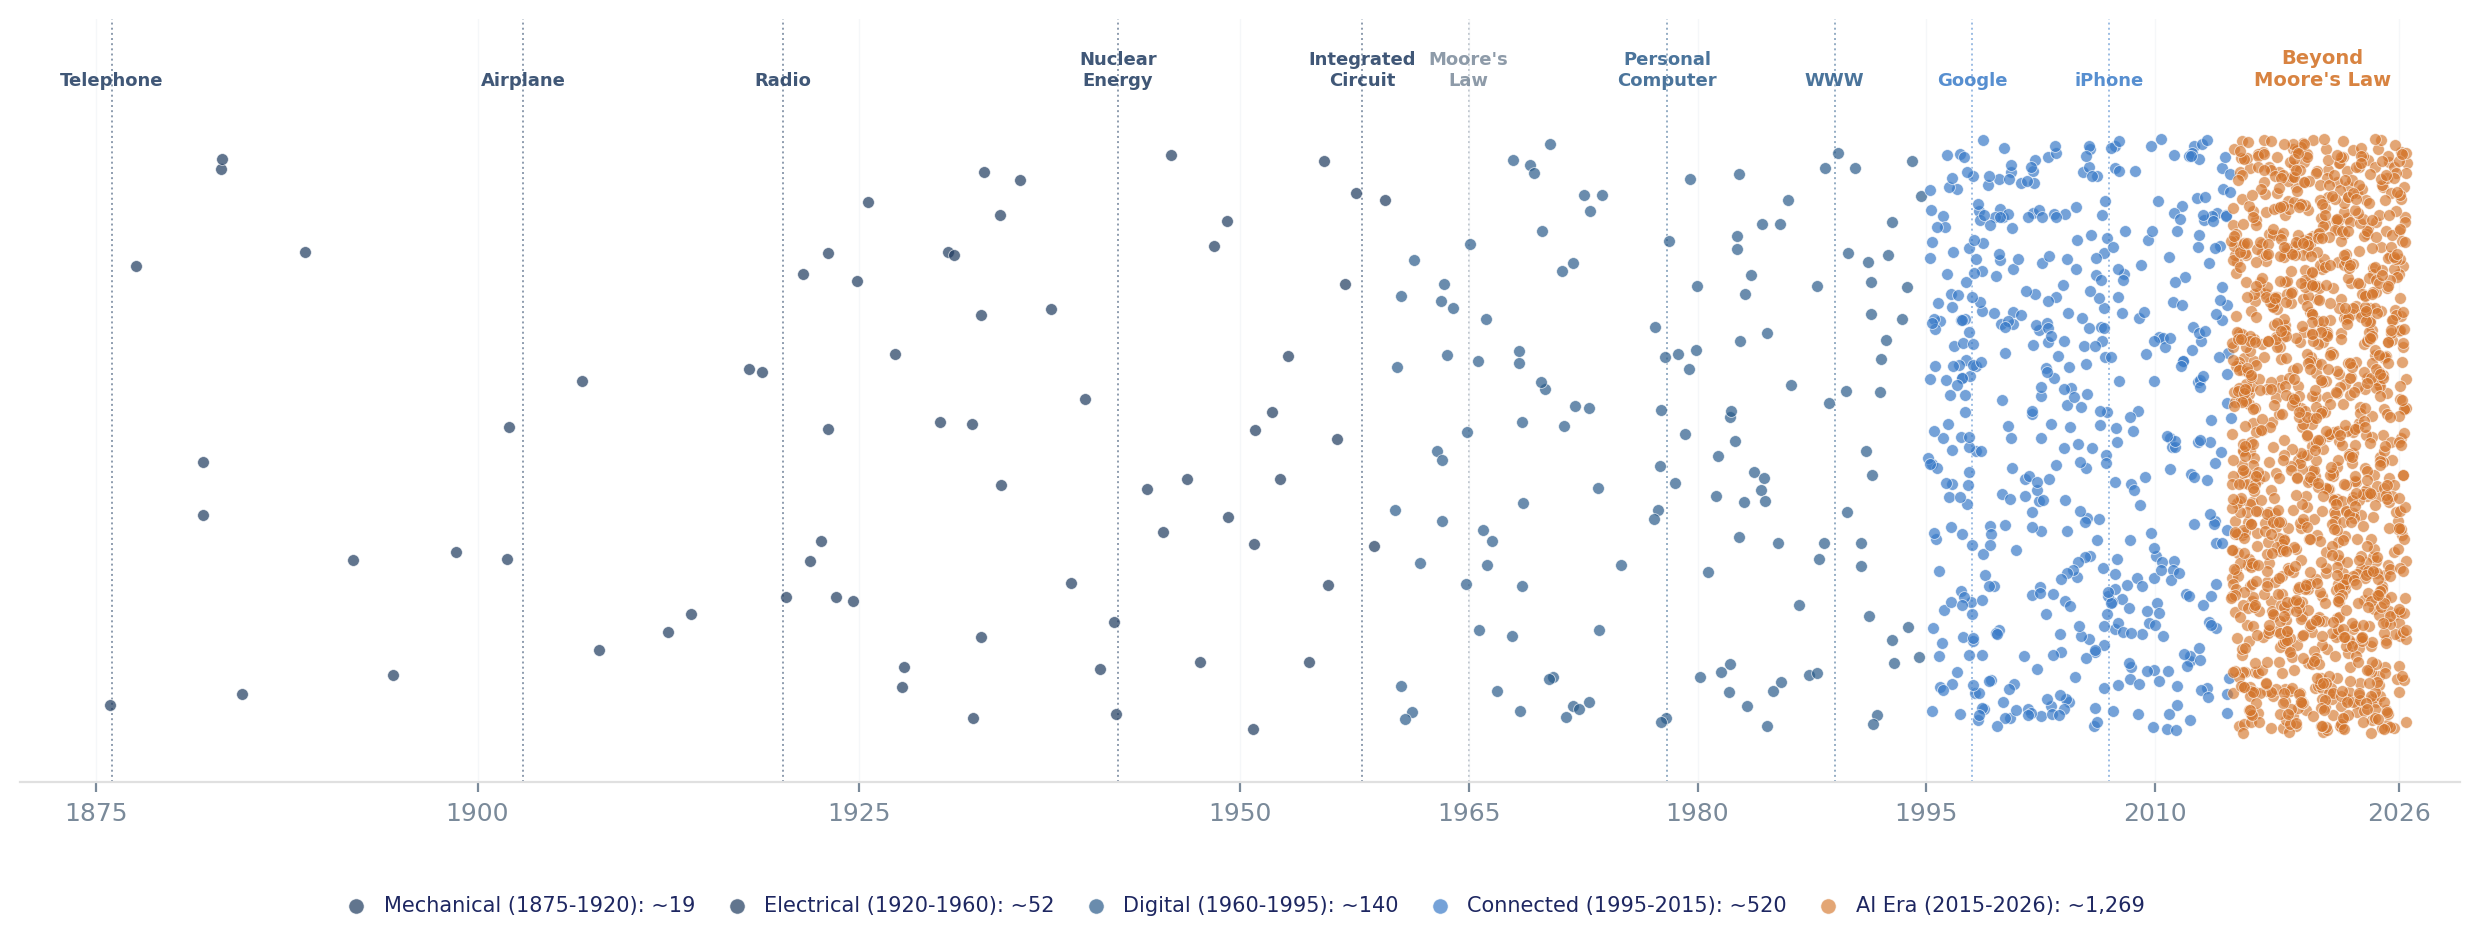 Telephone
Airplane
Radio
Nuclear
Energy
Integrated
Circuit
Moore's
Law
Personal
Computer
WWW
Google
iPhone
Beyond
Moore's Law
1875
1900
1925
1950
1965
1980
1995
2010
2026
Mechanical (1875-1920): ~19
Electrical (1920-1960): ~52
Digital (1960-1995): ~140
Connected (1995-2015): ~520
AI Era (2015-2026): ~1,269